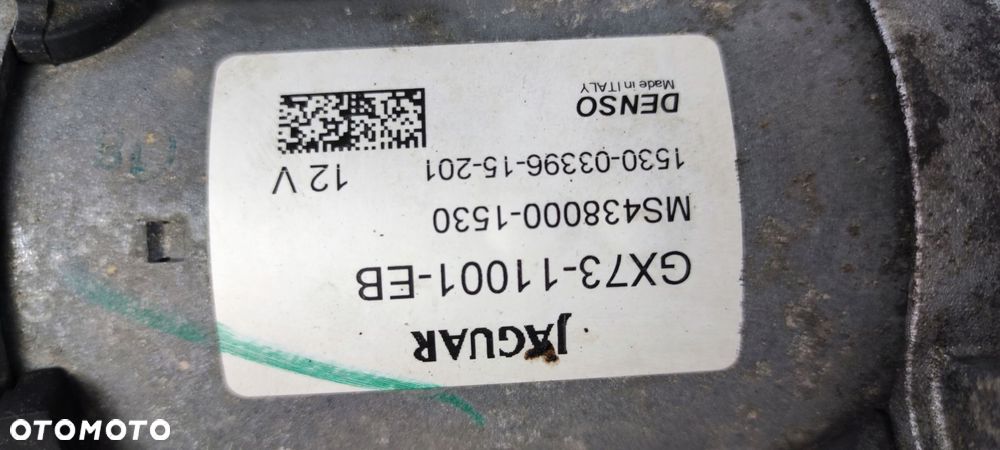 JAGUAR
GX73-11001-EB
MS438000-1530
1530-03396-15-201 12 V
DENSO
Made in ITALY
OTOMOTO